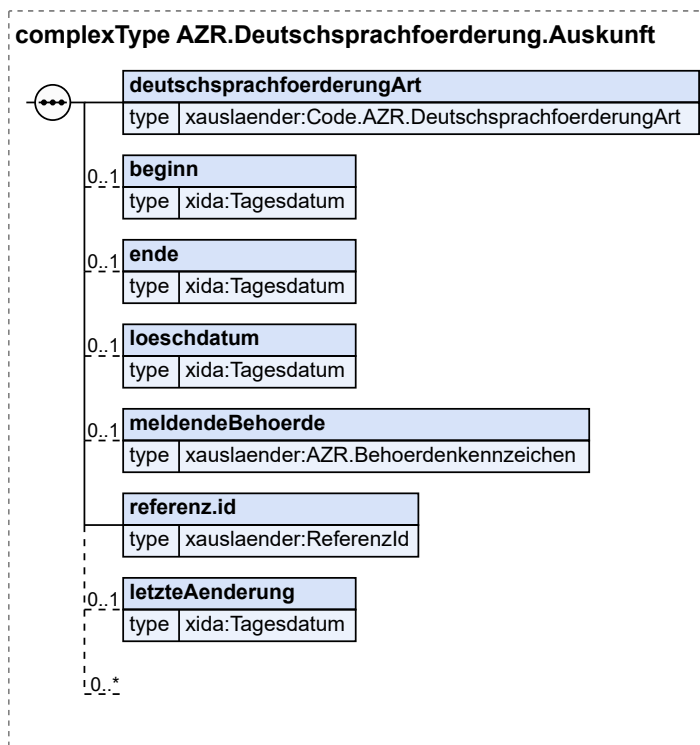 complexType AZR.Deutschsprachfoerderung.Auskunft
deutschsprachfoerderungArt
type xauslaender:Code.AZR.DeutschsprachfoerderungArt
0..1 beginn
type xida:Tagesdatum
0..1 ende
type xida:Tagesdatum
0..1 loeschdatum
type xida:Tagesdatum
0..1 meldendeBehoerde
type xauslaender:AZR.Behoerdenkennzeichen
referenz.id
type xauslaender:ReferenzId
0..1 letzteAenderung
type xida:Tagesdatum
0..*